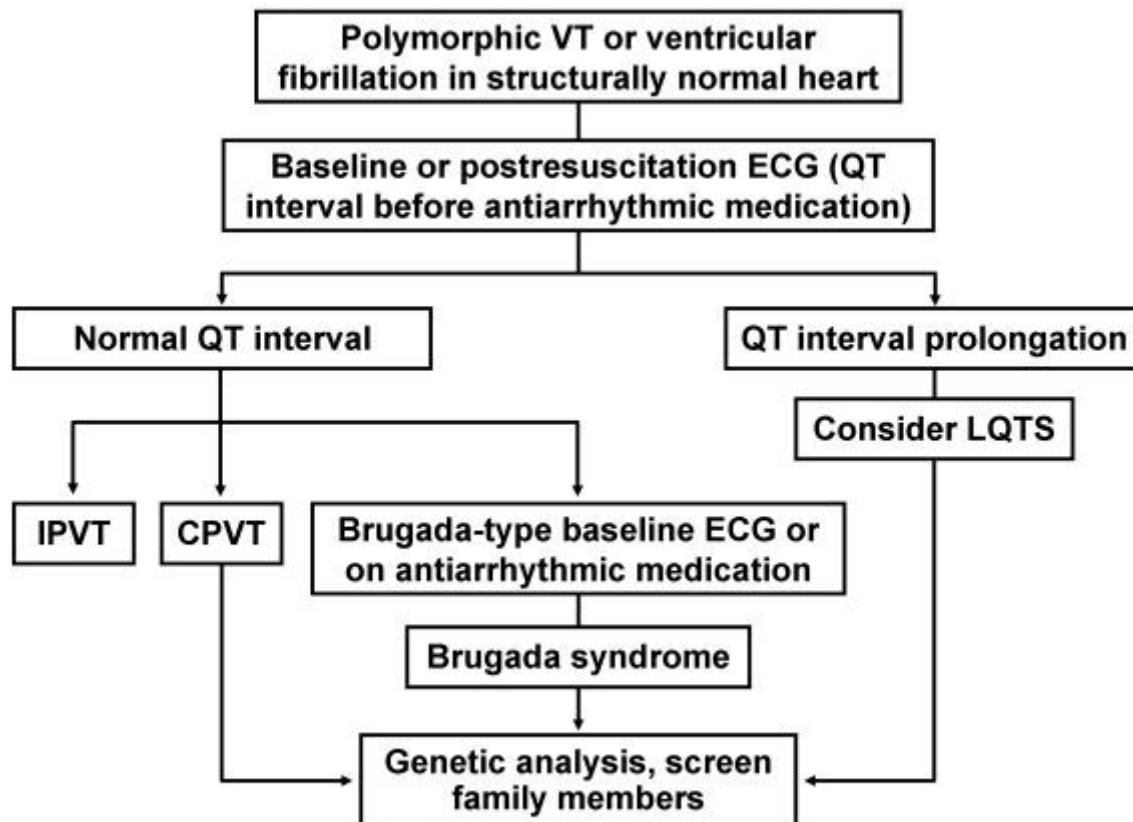 Polymorphic VT or ventricular
fibrillation in structurally normal heart
Baseline or postresuscitation ECG (QT
interval before antiarrhythmic medication)
Normal QT interval
QT interval prolongation
Consider LQTS
IPVT
CPVT
Brugada-type baseline ECG or
on antiarrhythmic medication
Brugada syndrome
Genetic analysis, screen
family members